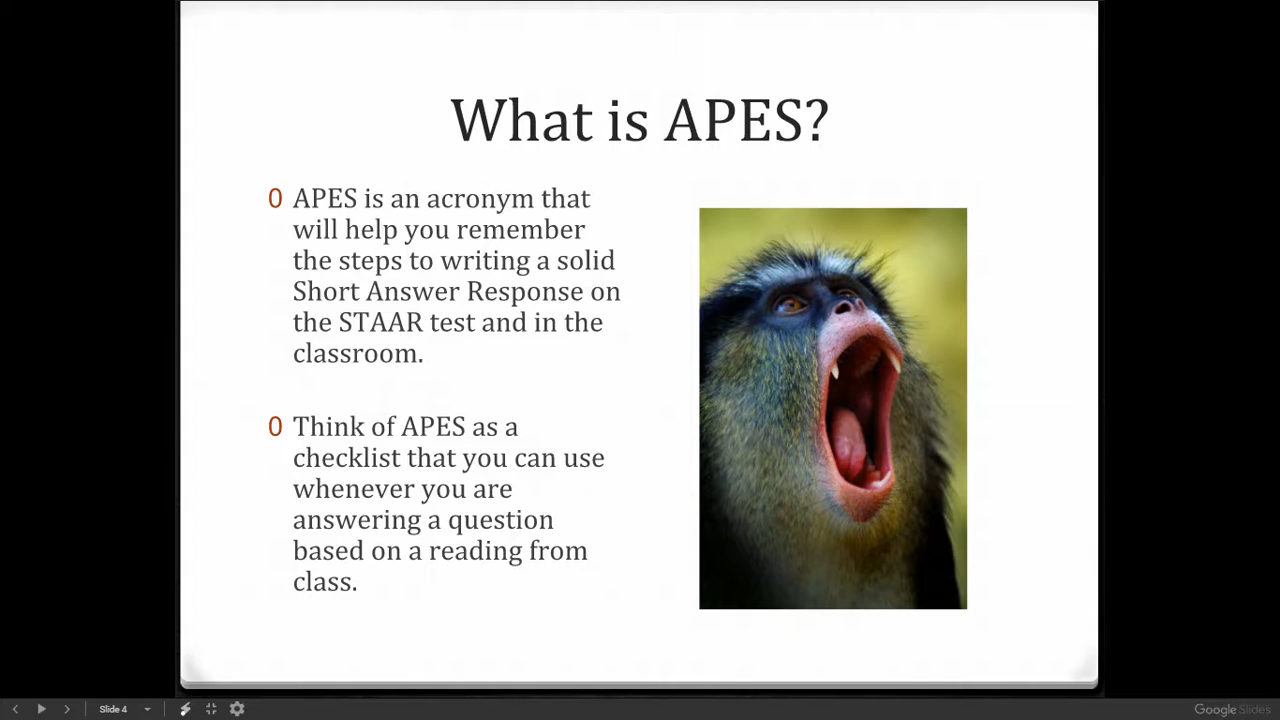 What is APES?
0 APES is an acronym that
will help you remember
the steps to writing a solid
Short Answer Response on
the STAAR test and in the
classroom.
0 Think of APES as a
checklist that you can use
whenever you are
answering a question
based on a reading from
class.
Slide 4
Google Slides